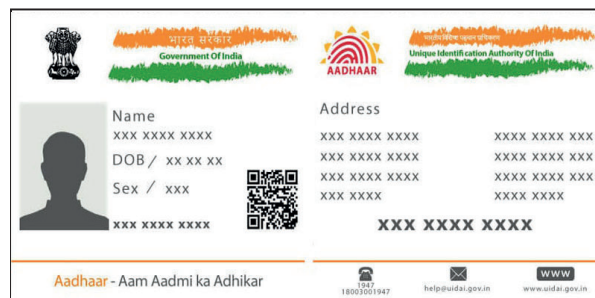 भारत सरकार
Government Of India
Name
xxx xxxx xxxx
DOB / xx xx xx
Sex / xxx
xxx xxxx xxxx
Aadhaar - Aam Aadmi ka Adhikar
AADHAAR
भारतीय विशिष्ट पहचान प्राधिकरण
Unique Identification Authority Of India
Address
xxx xxxx xxxx xxxx xxxx xxx
xxx xxxx xxxx xxxx xxxx xxx
xxx xxxx xxxx xxxx xxxx xxx
xxx xxxx xxxx xxxx
xxx xxxx xxxx
1947
18003001947
help@uidai.gov.in
www
www.uidai.gov.in